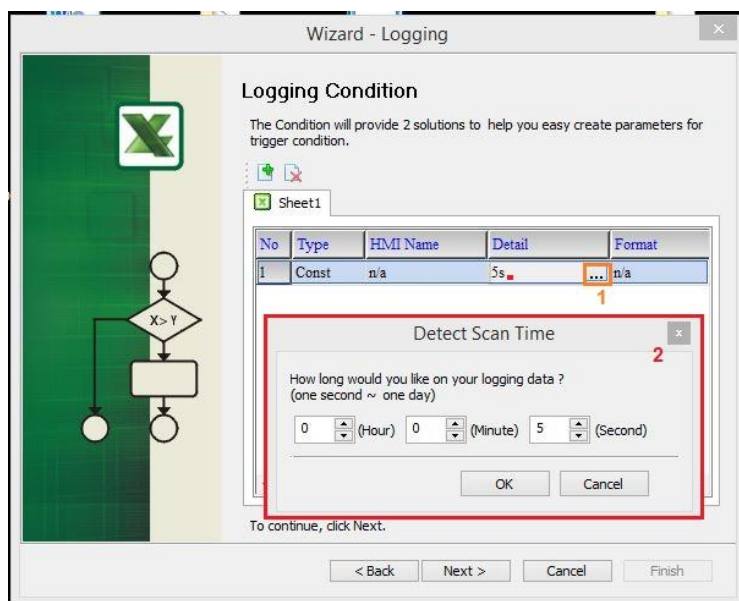 Wizard - Logging
Logging Condition
The Condition will provide 2 solutions to help you easy create parameters for
trigger condition.
Sheet1
No Type HMI Name Detail Format
1 Const n/a 5s ... n/a
1
Detect Scan Time
2
How long would you like on your logging data ?
(one second ~ one day)
0 (Hour) 0 (Minute) 5 (Second)
OK Cancel
X> Y
To continue, click Next.
< Back Next > Cancel Finish